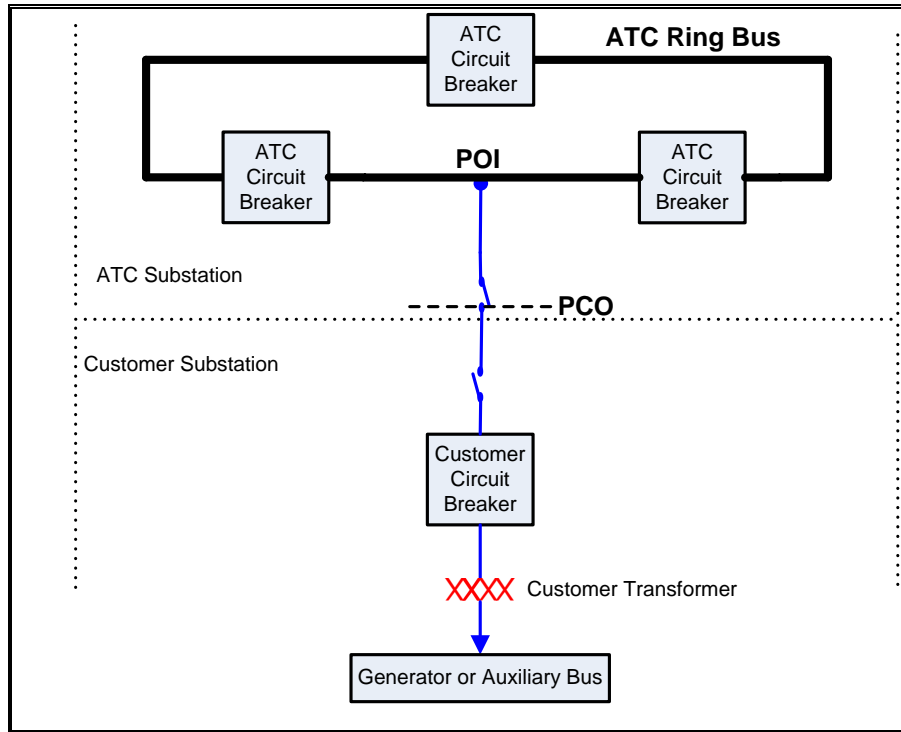 ATC
Circuit
Breaker
ATC Ring Bus
ATC
Circuit
Breaker
POI
ATC
Circuit
Breaker
ATC Substation
PCO
Customer Substation
Customer
Circuit
Breaker
XXXX
Customer Transformer
Generator or Auxiliary Bus